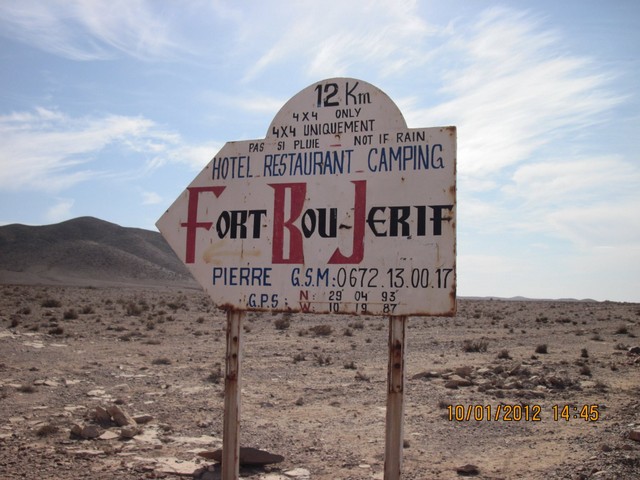 12 Km
4X4 ONLY
4X4 UNIQUEMENT
PAS SI PLUIE - NOT IF RAIN
HOTEL RESTAURANT CAMPING
FORT BOU-JERIF
PIERRE G.S.M: 0672.13.00.17
G.P.S: N 29 04 93
W 10 19 87
10/01/2012 14:45